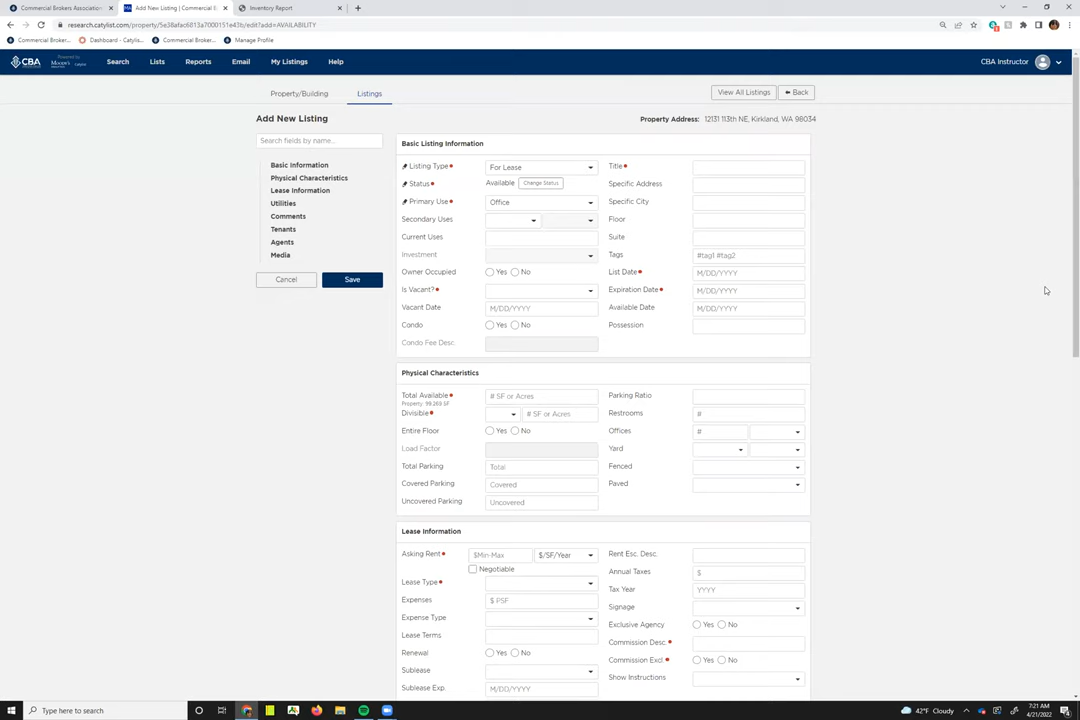 Commercial Brokers Association
Add New Listing | Commercial B
Inventory Report
research.catylist.com/property/5e38afac6813a7000151e43b/edit?add=AVAILABILITY
Commercial Broker...
Dashboard - Catylis...
Commercial Broker...
Manage Profile
CBA
Powered by
Moody's
Catylist
Search
Lists
Reports
Email
My Listings
Help
CBA Instructor
Property/Building
Listings
View All Listings
Back
Add New Listing
Property Address: 12131 113th NE, Kirkland, WA 98034
Search fields by name...
Basic Information
Physical Characteristics
Lease Information
Utilities
Comments
Tenants
Agents
Media
Cancel
Save
Basic Listing Information
Listing Type
For Lease
Title
Status
Available
Change Status
Specific Address
Primary Use
Office
Specific City
Secondary Uses
Floor
Current Uses
Suite
Investment
Tags
#tag1 #tag2
Owner Occupied
Yes
No
List Date
M/DD/YYYY
Is Vacant?
Expiration Date
M/DD/YYYY
Vacant Date
M/DD/YYYY
Available Date
M/DD/YYYY
Condo
Yes
No
Possession
Condo Fee Desc.
Physical Characteristics
Total Available
Property: 99,269 SF
# SF or Acres
Parking Ratio
Divisible
# SF or Acres
Restrooms
#
Entire Floor
Yes
No
Offices
#
Load Factor
Yard
Total Parking
Total
Fenced
Covered Parking
Covered
Paved
Uncovered Parking
Uncovered
Lease Information
Asking Rent
$Min-Max
$/SF/Year
Rent Esc. Desc.
Negotiable
Annual Taxes
$
Lease Type
Tax Year
YYYY
Expenses
$ PSF
Signage
Expense Type
Exclusive Agency
Yes
No
Lease Terms
Commission Desc.
Renewal
Yes
No
Commission Excl.
Yes
No
Sublease
Show Instructions
Sublease Exp.
M/DD/YYYY
Type here to search
42°F Cloudy
7:21 AM
4/21/2022